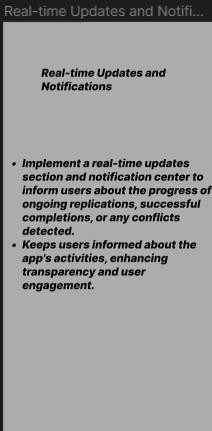 Real-time Updates and Notifi...
Real-time Updates and
Notifications
• Implement a real-time updates
section and notification center to
inform users about the progress of
ongoing replications, successful
completions, or any conflicts
detected.
• Keeps users informed about the
app's activities, enhancing
transparency and user
engagement.